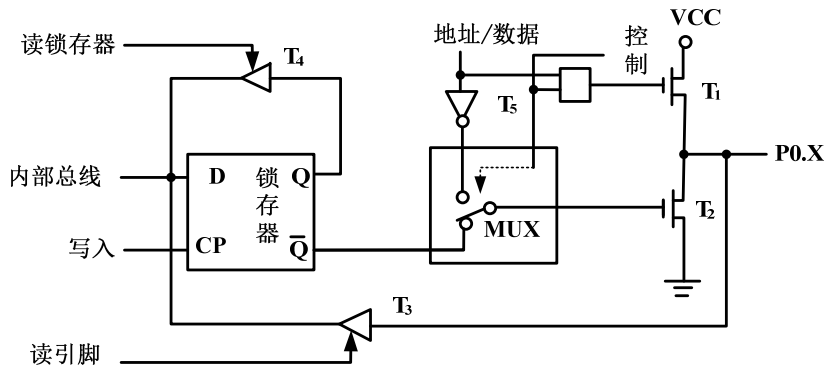 读锁存器
T4
地址/数据
控制
VCC
T1
T5
P0.X
内部总线
D
锁存器
Q
写入
CP
Q̅
MUX
T2
T3
读引脚